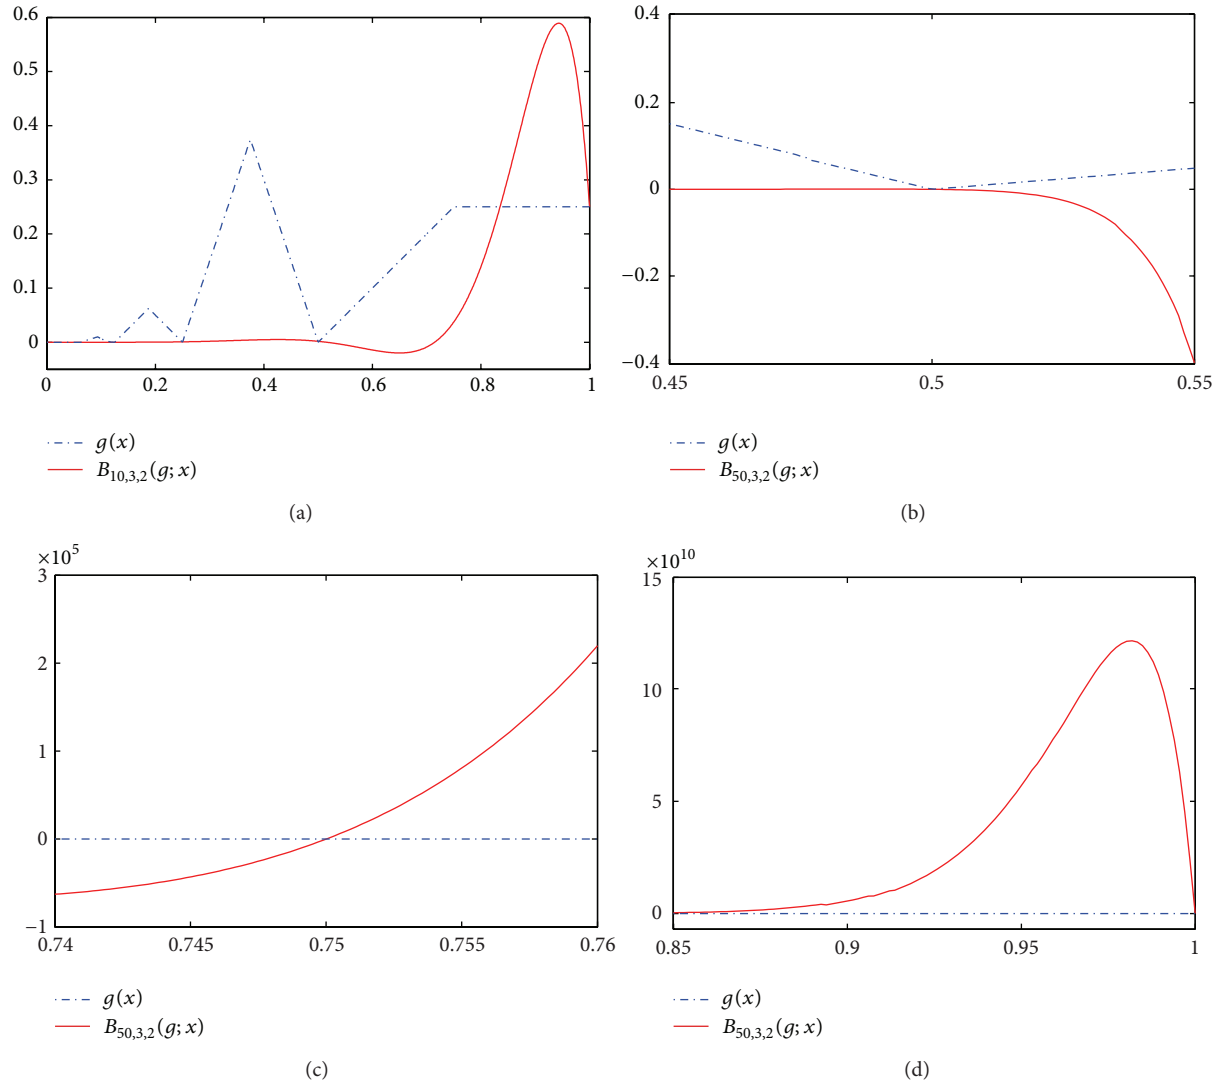 0.6
0.5
0.4
0.3
0.2
0.1
0
0 0.2 0.4 0.6 0.8 1
g(x)
B10,3,2(g; x)
(a)
0.4
0.2
0
−0.2
−0.4
0.45 0.5 0.55
g(x)
B50,3,2(g; x)
(b)
×10^5
3
2
1
0
−1
0.74 0.745 0.75 0.755 0.76
g(x)
B50,3,2(g; x)
(c)
×10^10
15
10
5
0
0.85 0.9 0.95 1
g(x)
B50,3,2(g; x)
(d)